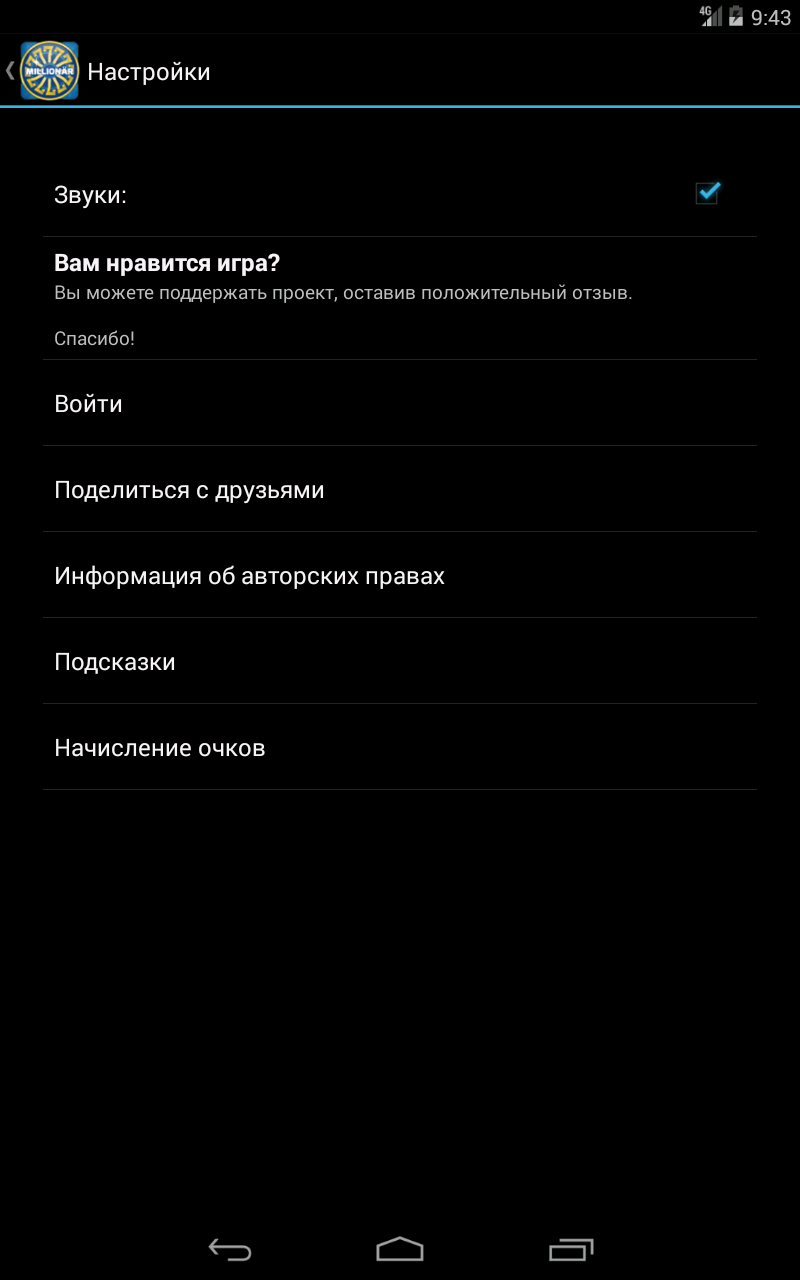 4G
9:43
MILLIONAR
Настройки
Звуки:
Вам нравится игра?
Вы можете поддержать проект, оставив положительный отзыв.
Спасибо!
Войти
Поделиться с друзьями
Информация об авторских правах
Подсказки
Начисление очков